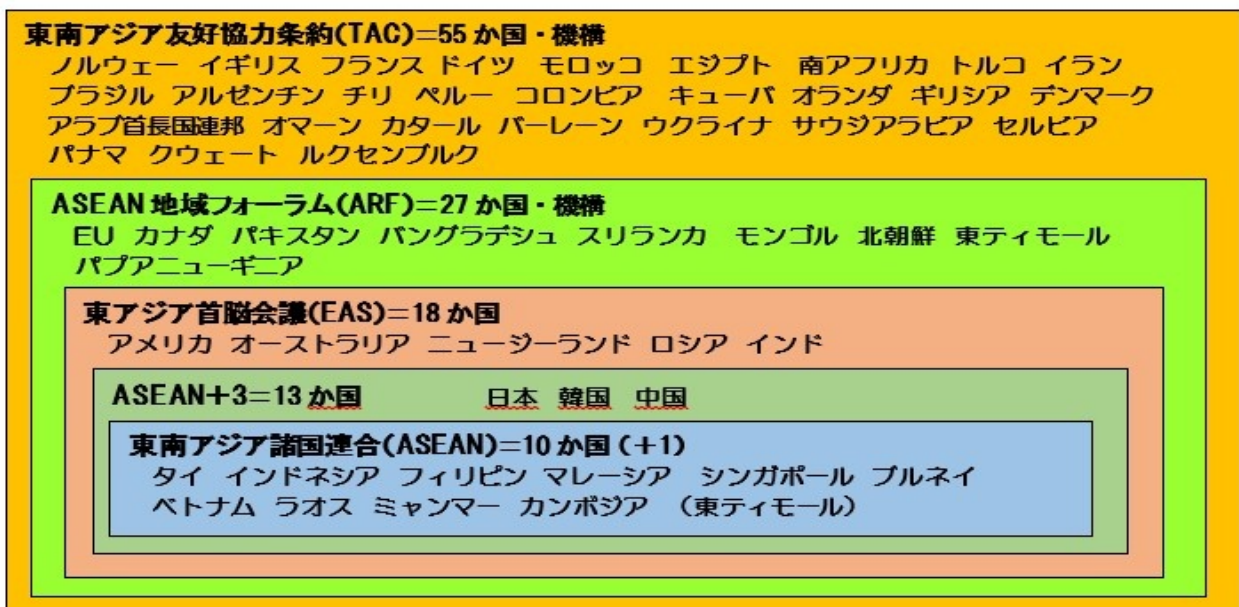 東南アジア友好協力条約(TAC)=55か国・機構
ノルウェー イギリス フランス ドイツ モロッコ エジプト 南アフリカ トルコ イラン
ブラジル アルゼンチン チリ ペルー コロンビア キューバ オランダ ギリシア デンマーク
アラブ首長国連邦 オマーン カタール バーレーン ウクライナ サウジアラビア セルビア
パナマ クウェート ルクセンブルク
ASEAN地域フォーラム(ARF)=27か国・機構
EU カナダ パキスタン バングラデシュ スリランカ モンゴル 北朝鮮 東ティモール
パプアニューギニア
東アジア首脳会議(EAS)=18か国
アメリカ オーストラリア ニュージーランド ロシア インド
ASEAN+3=13か国 日本 韓国 中国
東南アジア諸国連合(ASEAN)=10か国(+1)
タイ インドネシア フィリピン マレーシア シンガポール ブルネイ
ベトナム ラオス ミャンマー カンボジア (東ティモール)